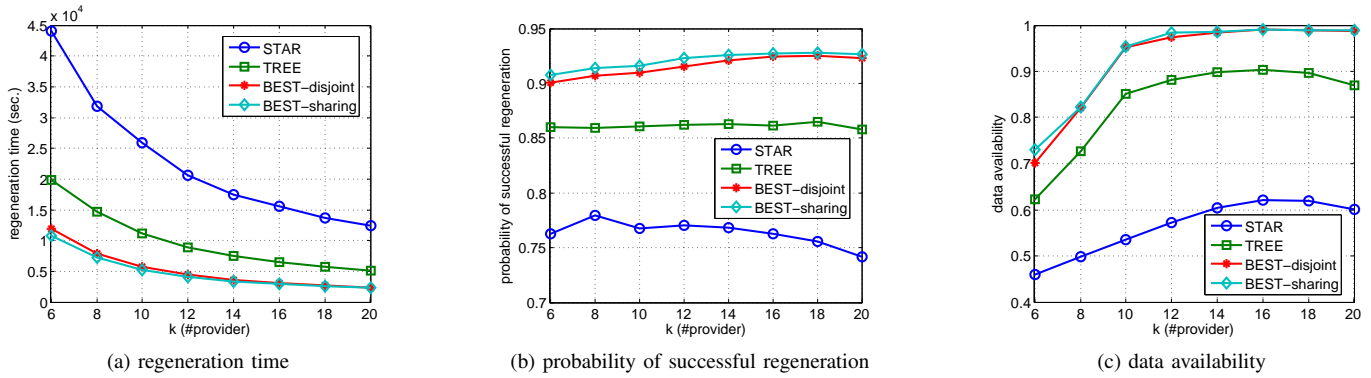 4.5 x 10⁴
4
3.5
3
2.5
2
1.5
1
0.5
0
6 8 10 12 14 16 18 20
regeneration time (sec.)
k (#provider)
STAR
TREE
BEST−disjoint
BEST−sharing
(a) regeneration time
0.95
0.9
0.85
0.8
0.75
0.7
6 8 10 12 14 16 18 20
probability of successful regeneration
k (#provider)
STAR
TREE
BEST−disjoint
BEST−sharing
(b) probability of successful regeneration
1
0.9
0.8
0.7
0.6
0.5
0.4
6 8 10 12 14 16 18 20
data availability
k (#provider)
STAR
TREE
BEST−disjoint
BEST−sharing
(c) data availability